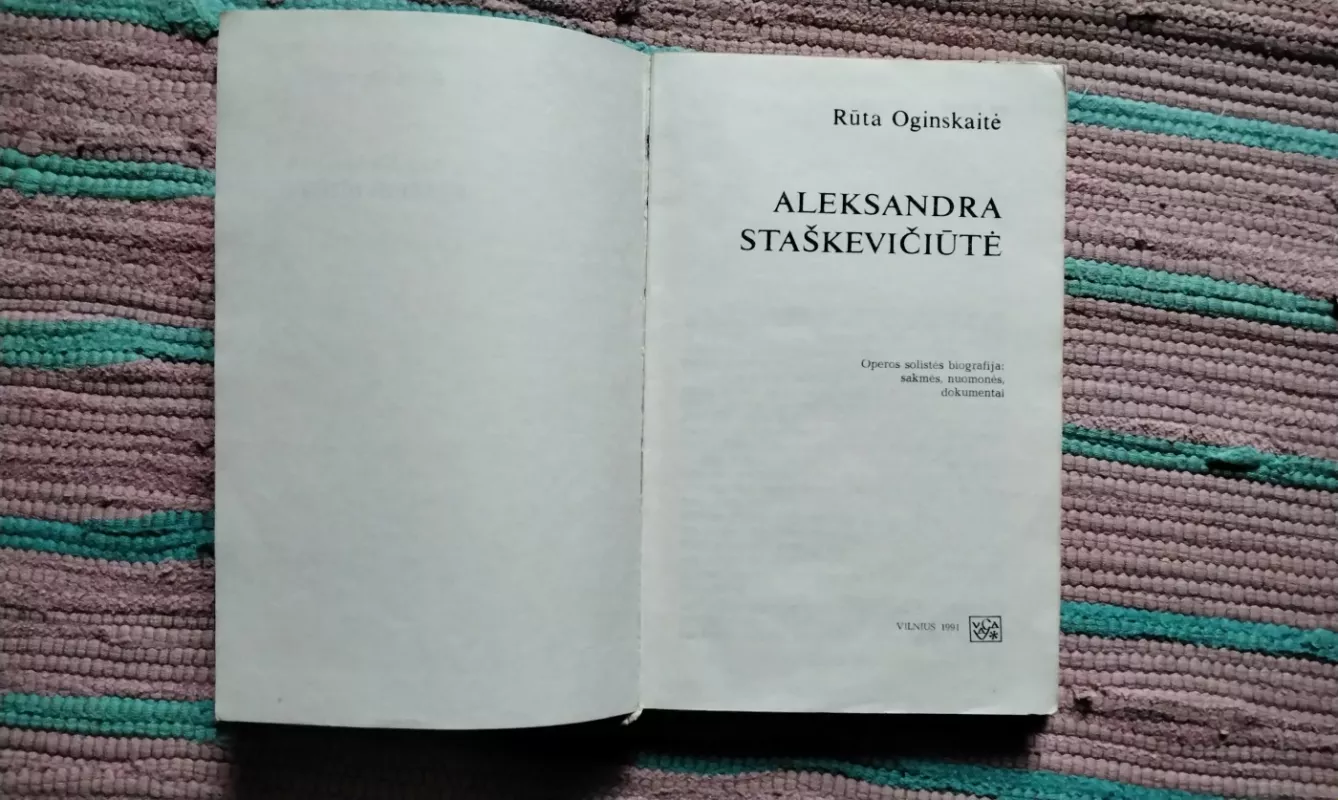 Rūta Oginskaitė
ALEKSANDRA
STAŠKEVIČIŪTĖ
Operos solistės biografija:
sakmės, nuomonės,
dokumentai
VILNIUS 1991